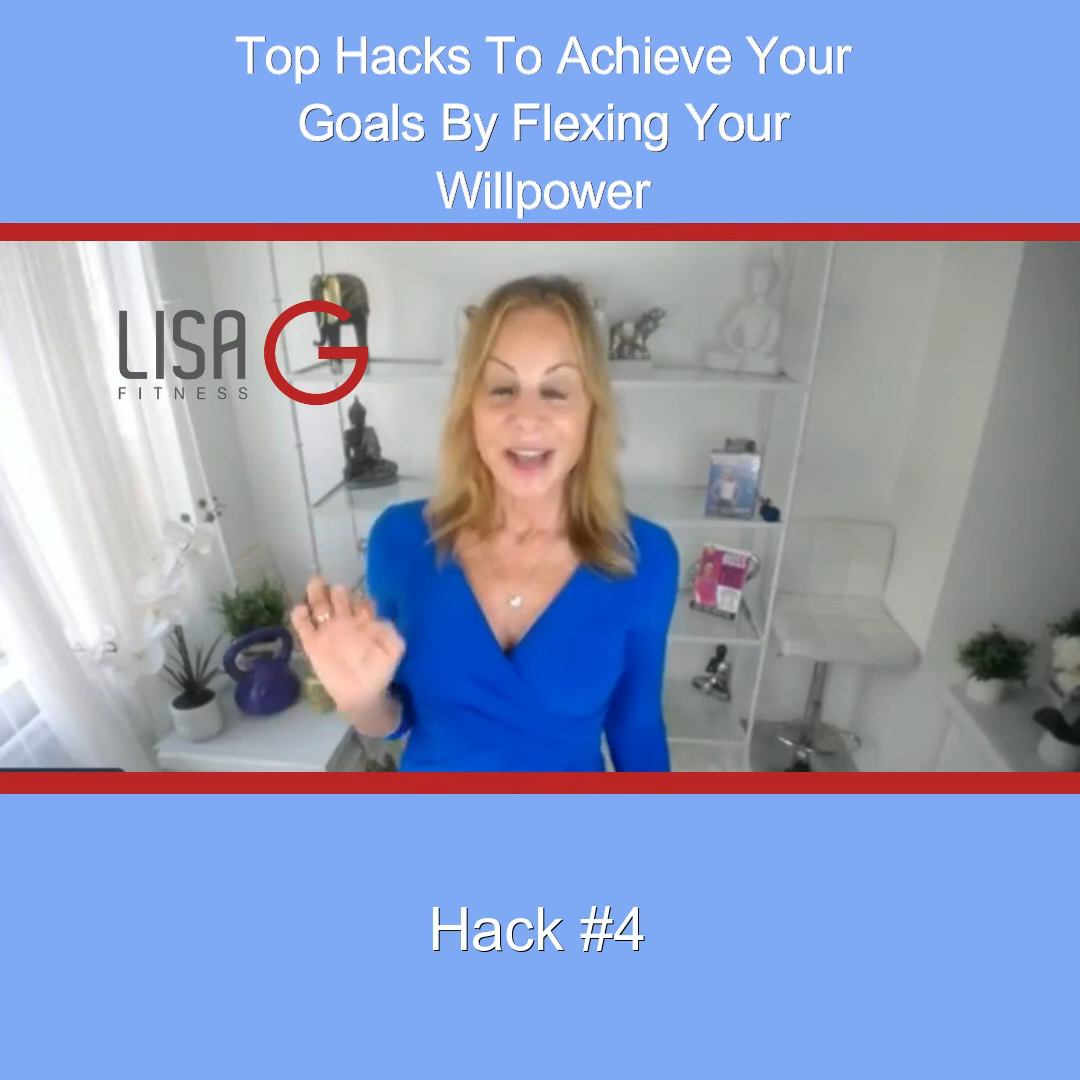 Top Hacks To Achieve Your
Goals By Flexing Your
Willpower
LISA G
FITNESS
Hack #4